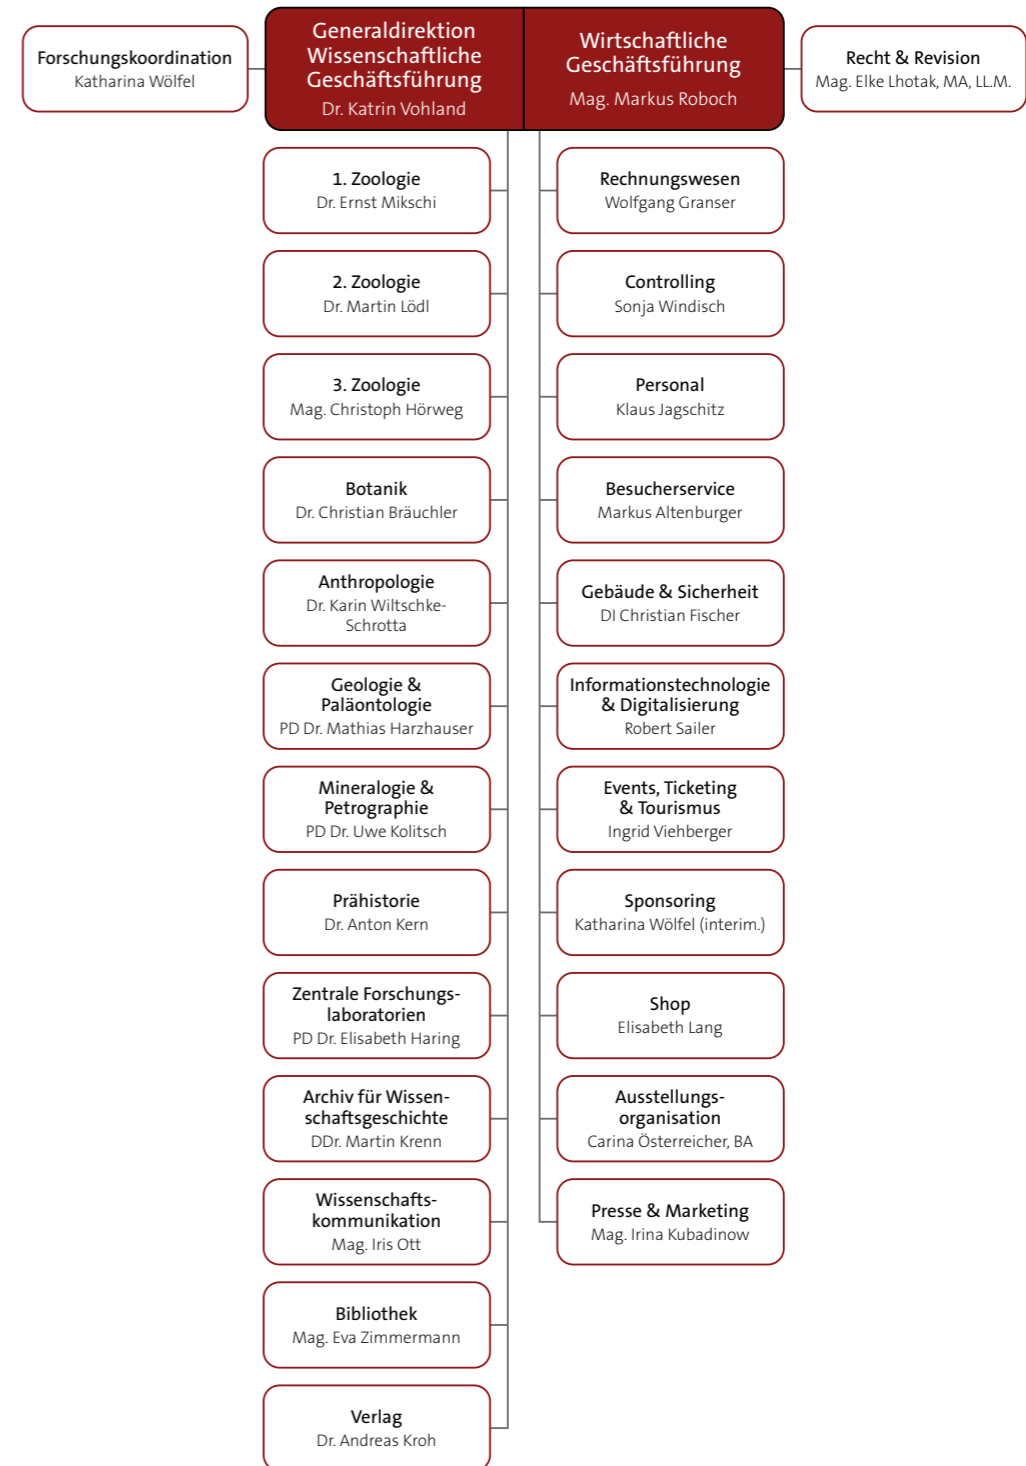 Forschungskoordination
Katharina Wölfel
Generaldirektion
Wissenschaftliche
Geschäftsführung
Dr. Katrin Vohland
Wirtschaftliche
Geschäftsführung
Mag. Markus Roboch
Recht & Revision
Mag. Elke Lhotak, MA, LL.M.
1. Zoologie
Dr. Ernst Mikschi
2. Zoologie
Dr. Martin Lödl
3. Zoologie
Mag. Christoph Hörweg
Botanik
Dr. Christian Bräuchler
Anthropologie
Dr. Karin Wiltschke-
Schrotta
Geologie &
Paläontologie
PD Dr. Mathias Harzhauser
Mineralogie &
Petrographie
PD Dr. Uwe Kolitsch
Prähistorie
Dr. Anton Kern
Zentrale Forschungs-
laboratorien
PD Dr. Elisabeth Haring
Archiv für Wissen-
schaftsgeschichte
DDr. Martin Krenn
Wissenschafts-
kommunikation
Mag. Iris Ott
Bibliothek
Mag. Eva Zimmermann
Verlag
Dr. Andreas Kroh
Rechnungswesen
Wolfgang Granser
Controlling
Sonja Windisch
Personal
Klaus Jagschitz
Besucherservice
Markus Altenburger
Gebäude & Sicherheit
DI Christian Fischer
Informationstechnologie
& Digitalisierung
Robert Sailer
Events, Ticketing
& Tourismus
Ingrid Viehberger
Sponsoring
Katharina Wölfel (interim.)
Shop
Elisabeth Lang
Ausstellungs-
organisation
Carina Österreicher, BA
Presse & Marketing
Mag. Irina Kubadinow